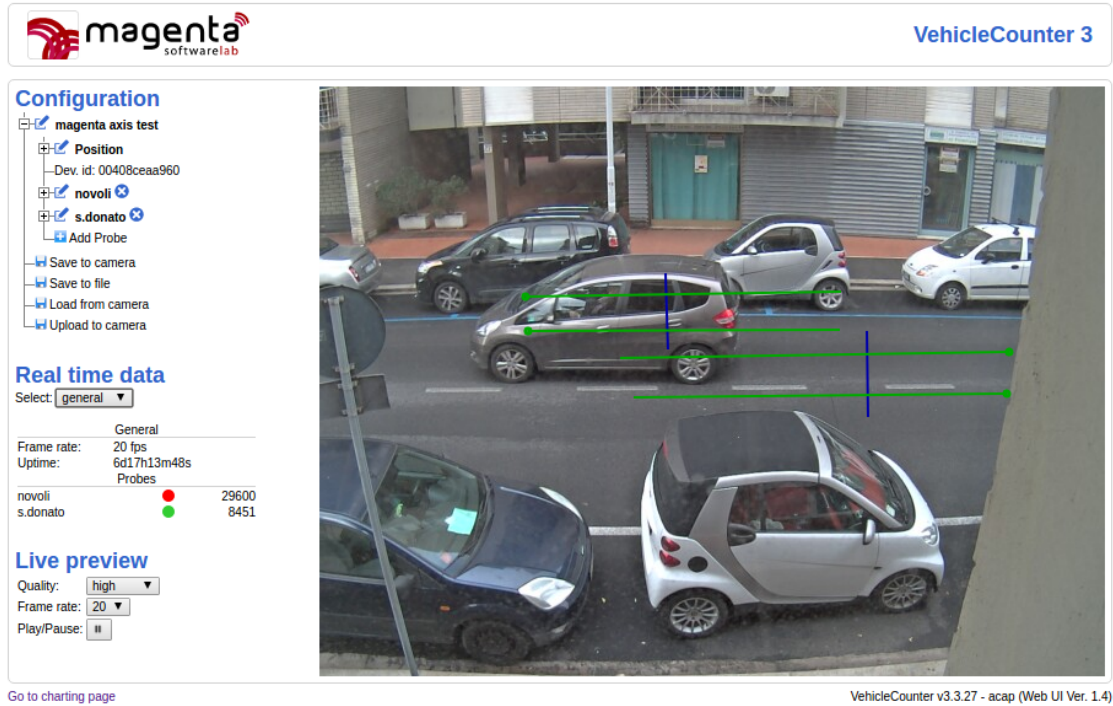 magenta
softwarelab
VehicleCounter 3
Configuration
magenta axis test
Position
Dev. id: 00408ceaa960
novoli
s.donato
Add Probe
Save to camera
Save to file
Load from camera
Upload to camera
Real time data
Select: general
General
Frame rate: 20 fps
Uptime: 6d17h13m48s
Probes
novoli 29600
s.donato 8451
Live preview
Quality: high
Frame rate: 20
Play/Pause:
Go to charting page
VehicleCounter v3.3.27 - acap (Web UI Ver. 1.4)